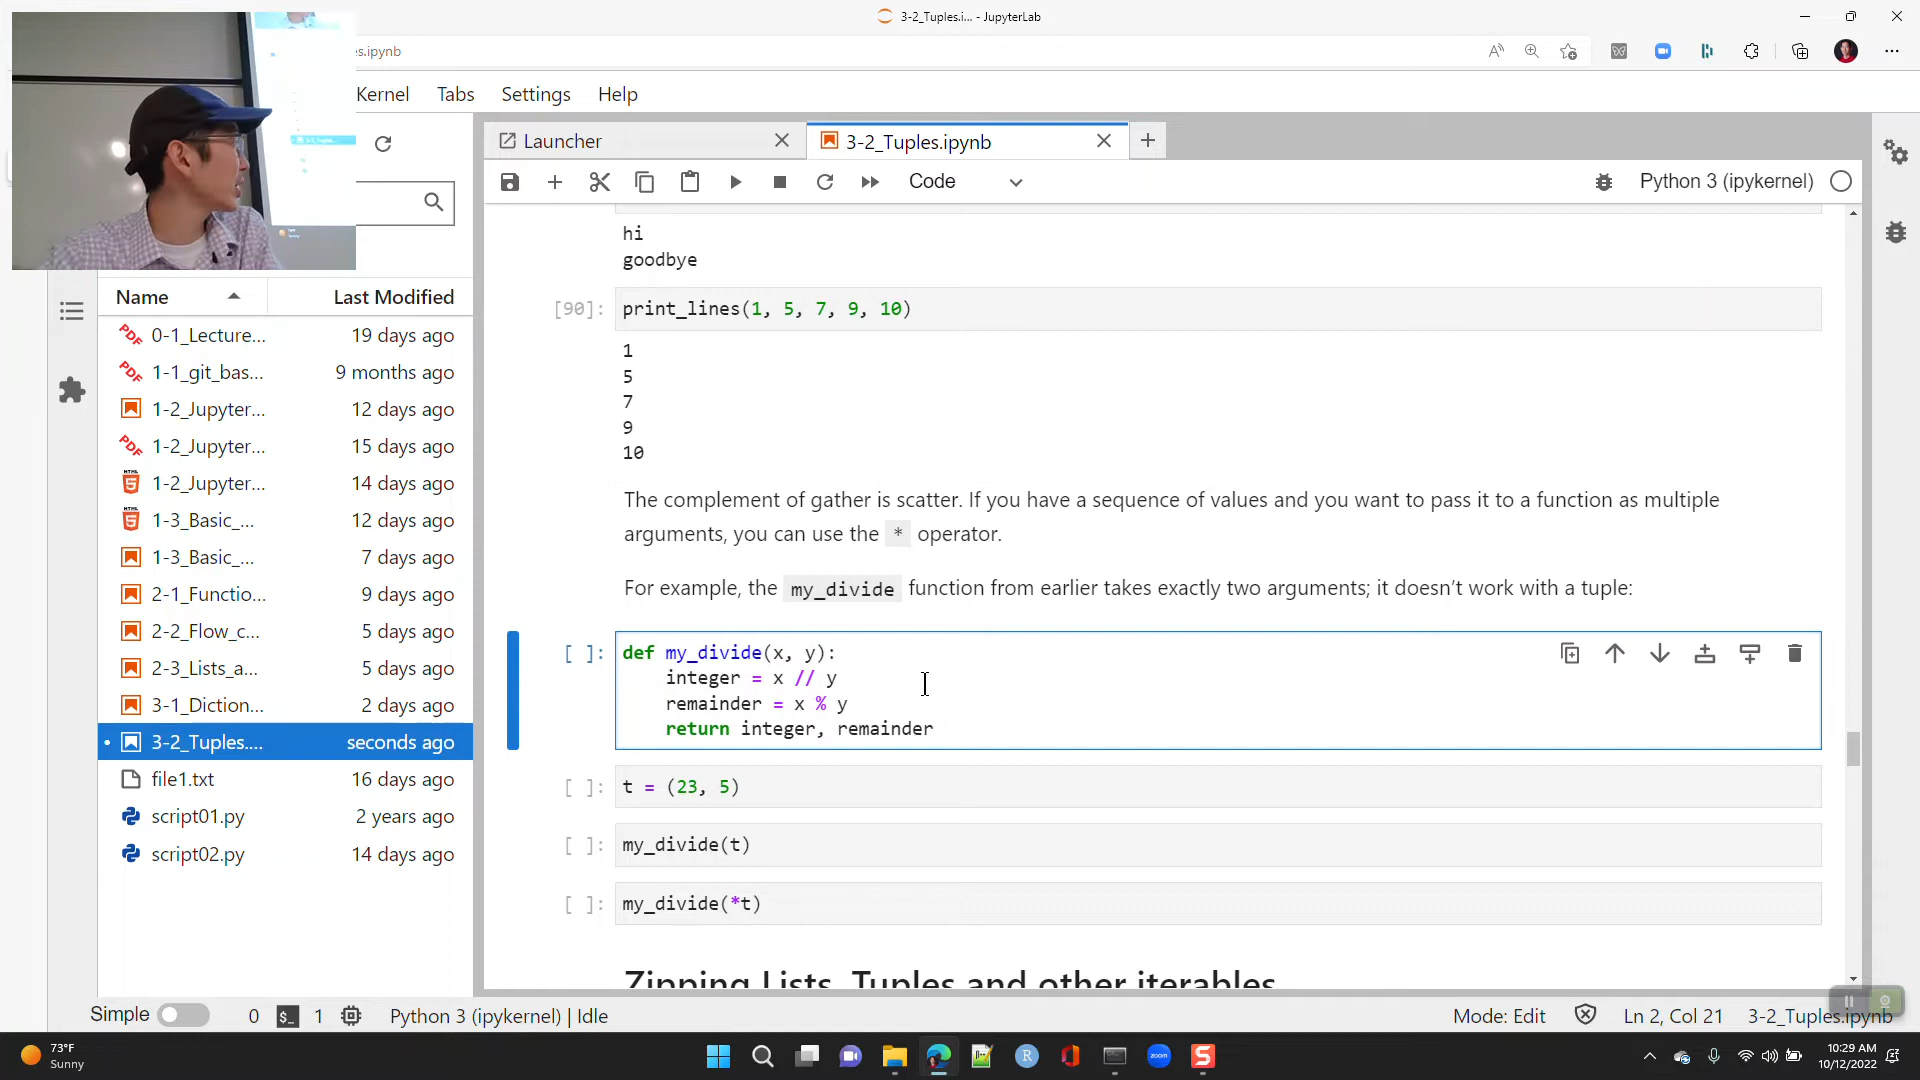 3-2_Tuples.i... - JupyterLab
es.ipynb
Kernel Tabs Settings Help
Launcher
3-2_Tuples.ipynb
Code
Python 3 (ipykernel)
hi
goodbye
[90]: print_lines(1, 5, 7, 9, 10)
1
5
7
9
10
The complement of gather is scatter. If you have a sequence of values and you want to pass it to a function as multiple
arguments, you can use the * operator.
For example, the my_divide function from earlier takes exactly two arguments; it doesn’t work with a tuple:
[ ]: def my_divide(x, y):
integer = x // y
remainder = x % y
return integer, remainder
[ ]: t = (23, 5)
[ ]: my_divide(t)
[ ]: my_divide(*t)
Zipping Lists, Tuples and other iterables
Name Last Modified
0-1_Lecture... 19 days ago
1-1_git_bas... 9 months ago
1-2_Jupyter... 12 days ago
1-2_Jupyter... 15 days ago
1-2_Jupyter... 14 days ago
1-3_Basic_... 12 days ago
1-3_Basic_... 7 days ago
2-1_Functio... 9 days ago
2-2_Flow_c... 5 days ago
2-3_Lists_a... 5 days ago
3-1_Diction... 2 days ago
3-2_Tuples.... seconds ago
file1.txt 16 days ago
script01.py 2 years ago
script02.py 14 days ago
Simple 0 $_ 1 Python 3 (ipykernel) | Idle
Mode: Edit Ln 2, Col 21 3-2_Tuples.ipynb
73°F
Sunny
10:29 AM
10/12/2022